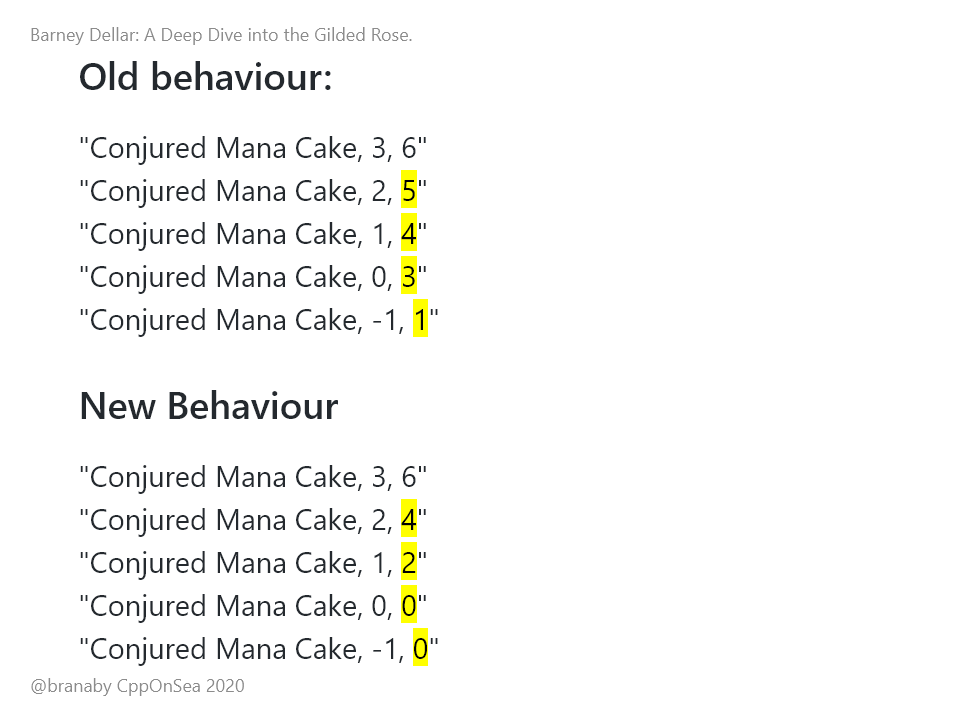 Barney Dellar: A Deep Dive into the Gilded Rose.
Old behaviour:
"Conjured Mana Cake, 3, 6"
"Conjured Mana Cake, 2, 5"
"Conjured Mana Cake, 1, 4"
"Conjured Mana Cake, 0, 3"
"Conjured Mana Cake, -1, 1"
New Behaviour
"Conjured Mana Cake, 3, 6"
"Conjured Mana Cake, 2, 4"
"Conjured Mana Cake, 1, 2"
"Conjured Mana Cake, 0, 0"
"Conjured Mana Cake, -1, 0"
@branaby CppOnSea 2020